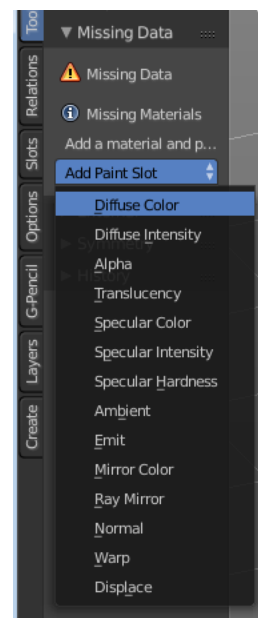 Missing Data
Missing Data
Missing Materials
Add a material and p...
Add Paint Slot
Diffuse Color
Diffuse Intensity
Alpha
Translucency
Specular Color
Specular Intensity
Specular Hardness
Ambient
Emit
Mirror Color
Ray Mirror
Normal
Warp
Displace
Symmetry
History
Too
Relations
Slots
Options
G-Pencil
Layers
Create